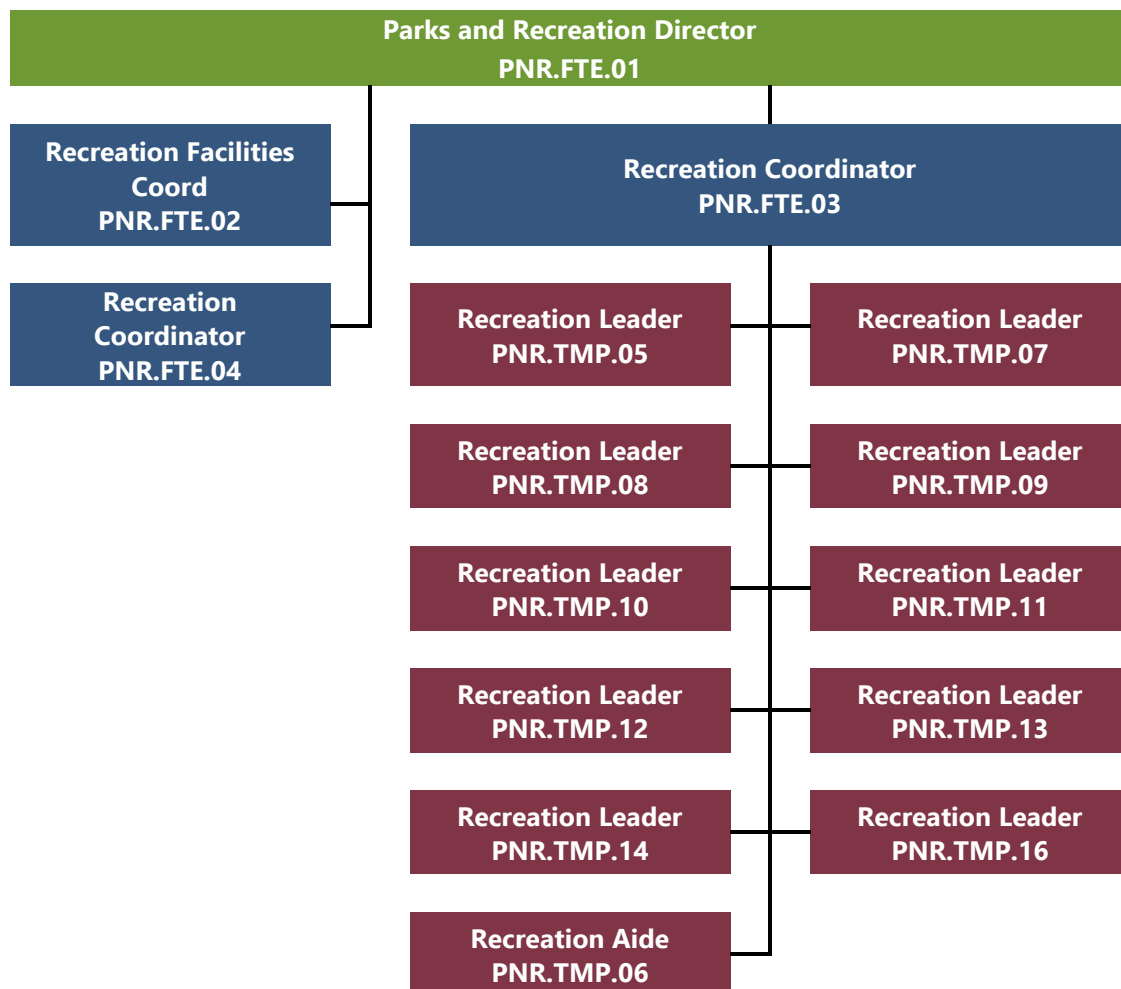 Parks and Recreation Director
PNR.FTE.01
Recreation Facilities
Coord
PNR.FTE.02
Recreation Coordinator
PNR.FTE.03
Recreation
Coordinator
PNR.FTE.04
Recreation Leader
PNR.TMP.05
Recreation Leader
PNR.TMP.07
Recreation Leader
PNR.TMP.08
Recreation Leader
PNR.TMP.09
Recreation Leader
PNR.TMP.10
Recreation Leader
PNR.TMP.11
Recreation Leader
PNR.TMP.12
Recreation Leader
PNR.TMP.13
Recreation Leader
PNR.TMP.14
Recreation Leader
PNR.TMP.16
Recreation Aide
PNR.TMP.06